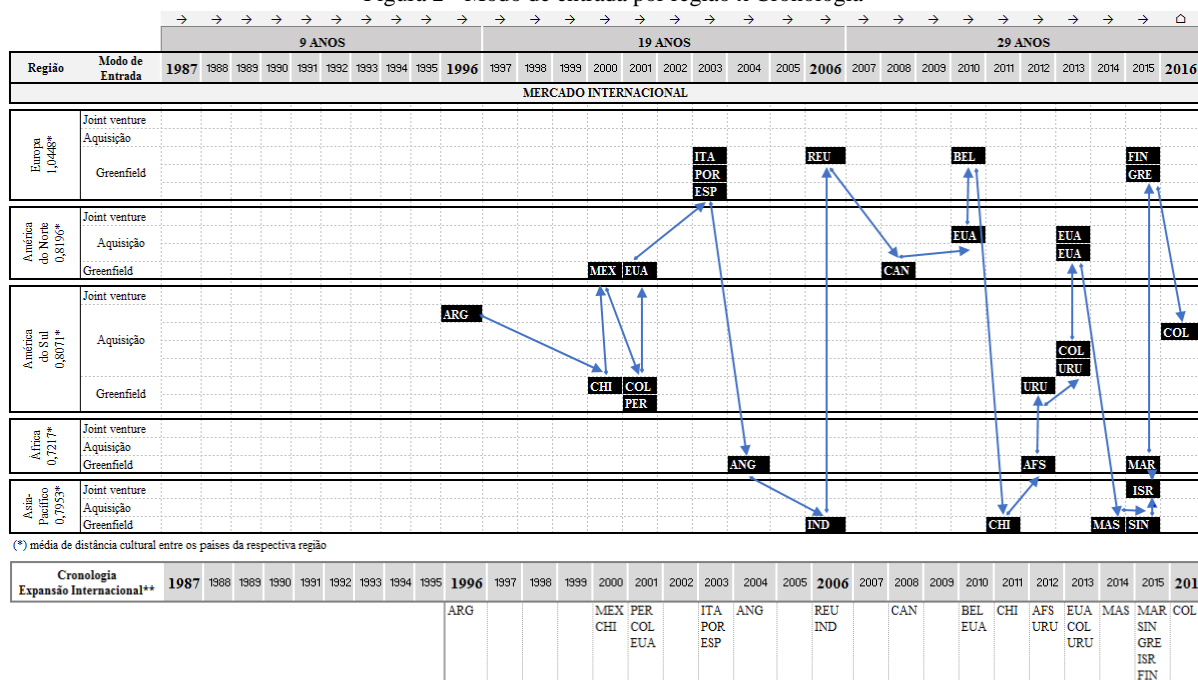 Figura 2 – Modo de entrada por região x Cronologia
9 ANOS 19 ANOS 29 ANOS
Região Modo de Entrada 1987 1988 1989 1990 1991 1992 1993 1994 1995 1996 1997 1998 1999 2000 2001 2002 2003 2004 2005 2006 2007 2008 2009 2010 2011 2012 2013 2014 2015 2016
MERCADO INTERNACIONAL
Europa 1,0448*
Joint venture
Aquisição
Greenfield
ITA REU BEL FIN
POR GRE
ESP
América do Norte 0,8196*
Joint venture
Aquisição
EUA EUA
EUA
Greenfield MEX EUA CAN
América do Sul 0,8071*
Joint venture
ARG
Aquisição
COL
COL
URU
Greenfield
CHI COL URU
PER
África 0,7217*
Joint venture
Aquisição
Greenfield ANG AFS MAR
Ásia-Pacífico 0,7953*
Joint venture ISR
Aquisição
Greenfield IND CHI MAS SIN
(*) média de distância cultural entre os países da respectiva região
Cronologia Expansão Internacional** 1987 1988 1989 1990 1991 1992 1993 1994 1995 1996 1997 1998 1999 2000 2001 2002 2003 2004 2005 2006 2007 2008 2009 2010 2011 2012 2013 2014 2015 201
ARG MEX PER ITA ANG REU CAN BEL CHI AFS EUA MAS MAR COL
CHI COL POR IND EUA URU COL SIN
EUA ESP URU GRE
ISR
FIN